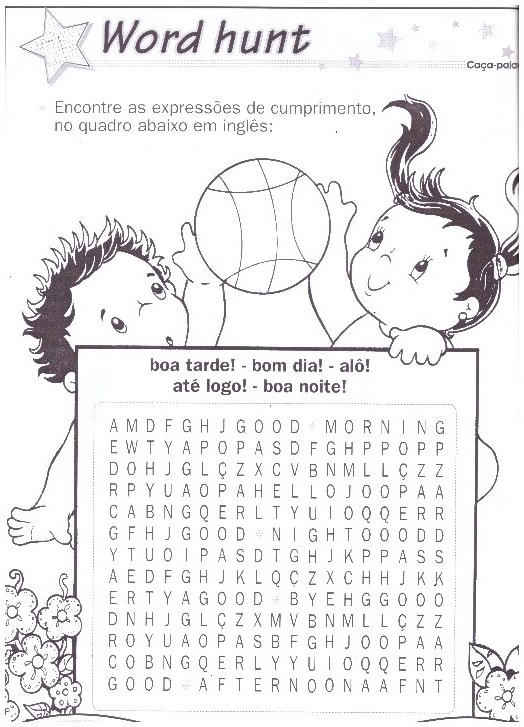 Word hunt
Caça-pala
Encontre as expressões de cumprimento,
no quadro abaixo em inglês:
boa tarde! - bom dia! - alô!
até logo! - boa noite!
A M D F G H J G O O D * M O R N I N G
E W T Y A P O P A S D F G H P P O P P
D O H J G L Ç Z X C V B N M L L Ç Z Z
R P Y U A O P A H E L L O J O O P A A
C A B N G Q E R L T Y U I O Q Q E R R
G F H J G O O D * N I G H T O O O D D
Y T U O I P A S D T G H J K P P A S S
A E D F G H J K L Q Ç Z X C H H J K K
E R T Y A G O O D * B Y E H G G O O O
D N H J G L Ç Z X M V B N M L L Ç Z Z
R O Y U A O P A S B F G H J O O P A A
C O B N G Q E R L Y Y U I O Q Q E R R
G O O D * A F T E R N O O N A A F N T